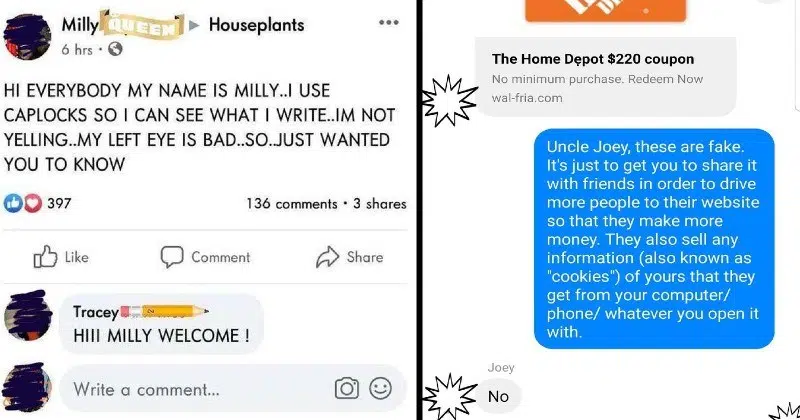 Milly QUEEN ▸ Houseplants
6 hrs ·
HI EVERYBODY MY NAME IS MILLY..I USE
CAPLOCKS SO I CAN SEE WHAT I WRITE..IM NOT
YELLING..MY LEFT EYE IS BAD..SO..JUST WANTED
YOU TO KNOW
397
136 comments • 3 shares
Like
Comment
Share
Tracey
HIII MILLY WELCOME !
Write a comment...
The Home Depot $220 coupon
No minimum purchase. Redeem Now
wal-fria.com
Uncle Joey, these are fake.
It's just to get you to share it
with friends in order to drive
more people to their website
so that they make more
money. They also sell any
information (also known as
"cookies") of yours that they
get from your computer/
phone/ whatever you open it
with.
Joey
No